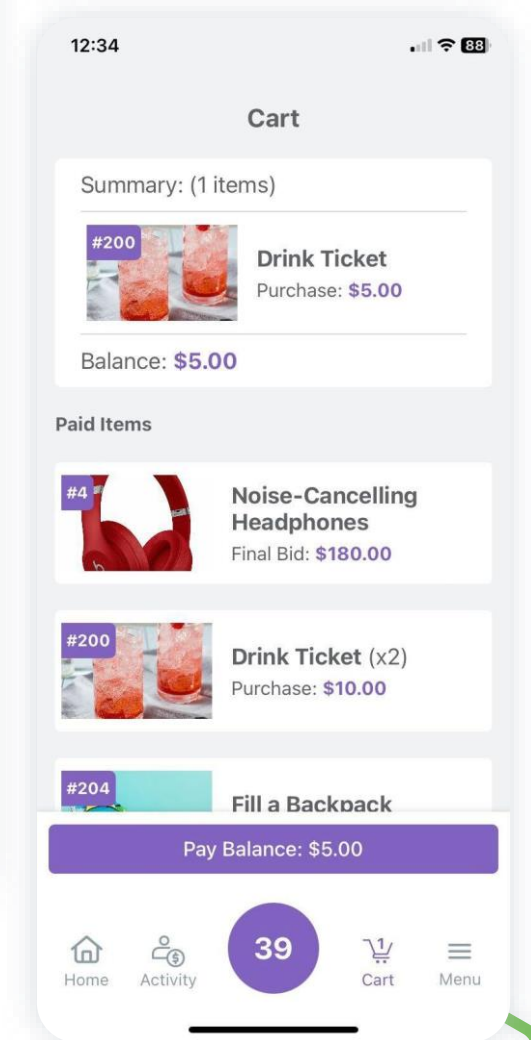 12:34
88
Cart
Summary: (1 items)
#200
Drink Ticket
Purchase: $5.00
Balance: $5.00
Paid Items
#4
Noise-Cancelling
Headphones
Final Bid: $180.00
#200
Drink Ticket (x2)
Purchase: $10.00
#204
Fill a Backpack
Pay Balance: $5.00
Home
Activity
39
1
Cart
Menu